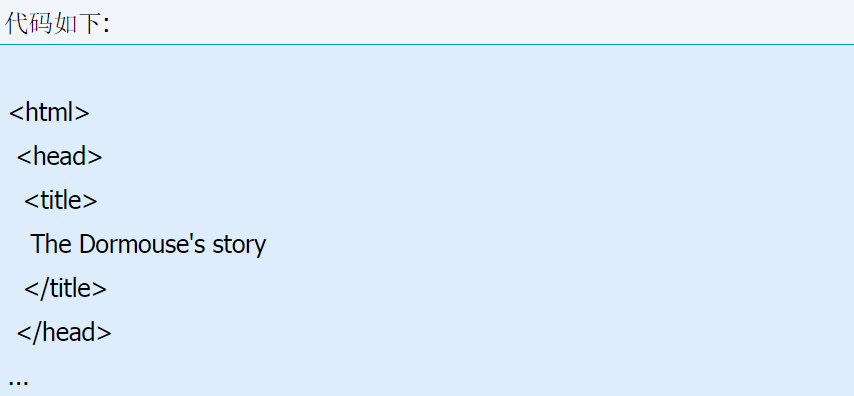 代码如下:
<html>
<head>
<title>
The Dormouse's story
</title>
</head>
...